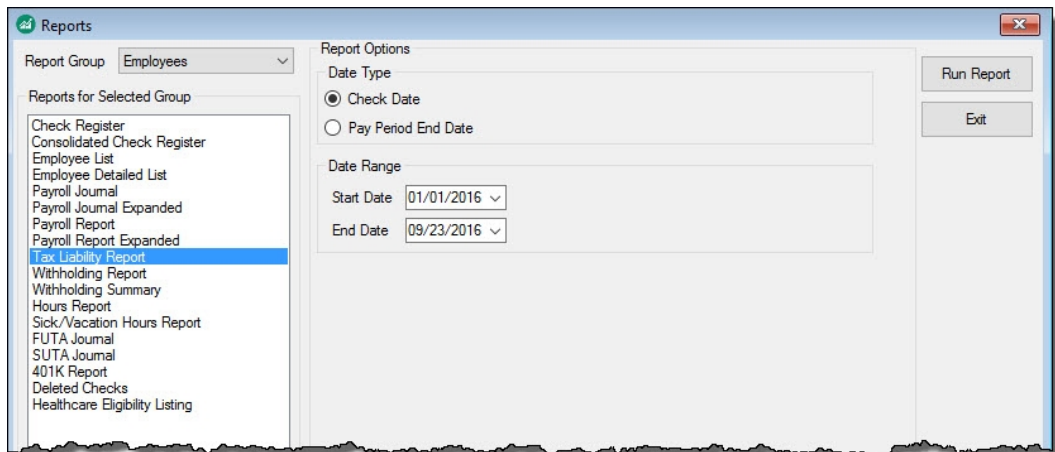 Reports
Report Group Employees
Reports for Selected Group
Check Register
Consolidated Check Register
Employee List
Employee Detailed List
Payroll Journal
Payroll Journal Expanded
Payroll Report
Payroll Report Expanded
Tax Liability Report
Withholding Report
Withholding Summary
Hours Report
Sick/Vacation Hours Report
FUTA Journal
SUTA Journal
401K Report
Deleted Checks
Healthcare Eligibility Listing
Report Options
Date Type
Check Date
Pay Period End Date
Date Range
Start Date 01/01/2016
End Date 09/23/2016
Run Report
Exit